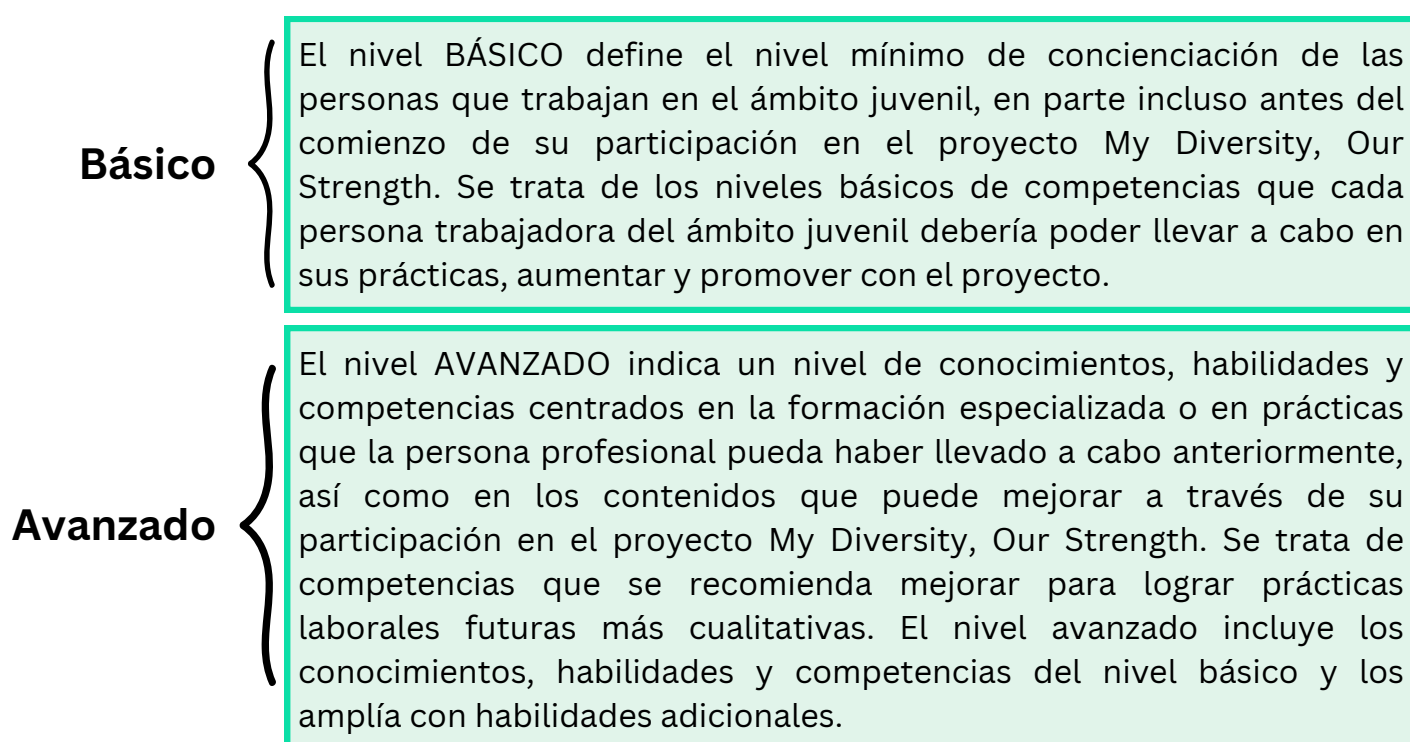 Básico
El nivel BÁSICO define el nivel mínimo de concienciación de las
personas que trabajan en el ámbito juvenil, en parte incluso antes del
comienzo de su participación en el proyecto My Diversity, Our
Strength. Se trata de los niveles básicos de competencias que cada
persona trabajadora del ámbito juvenil debería poder llevar a cabo en
sus prácticas, aumentar y promover con el proyecto.
Avanzado
El nivel AVANZADO indica un nivel de conocimientos, habilidades y
competencias centrados en la formación especializada o en prácticas
que la persona profesional pueda haber llevado a cabo anteriormente,
así como en los contenidos que puede mejorar a través de su
participación en el proyecto My Diversity, Our Strength. Se trata de
competencias que se recomienda mejorar para lograr prácticas
laborales futuras más cualitativas. El nivel avanzado incluye los
conocimientos, habilidades y competencias del nivel básico y los
amplía con habilidades adicionales.